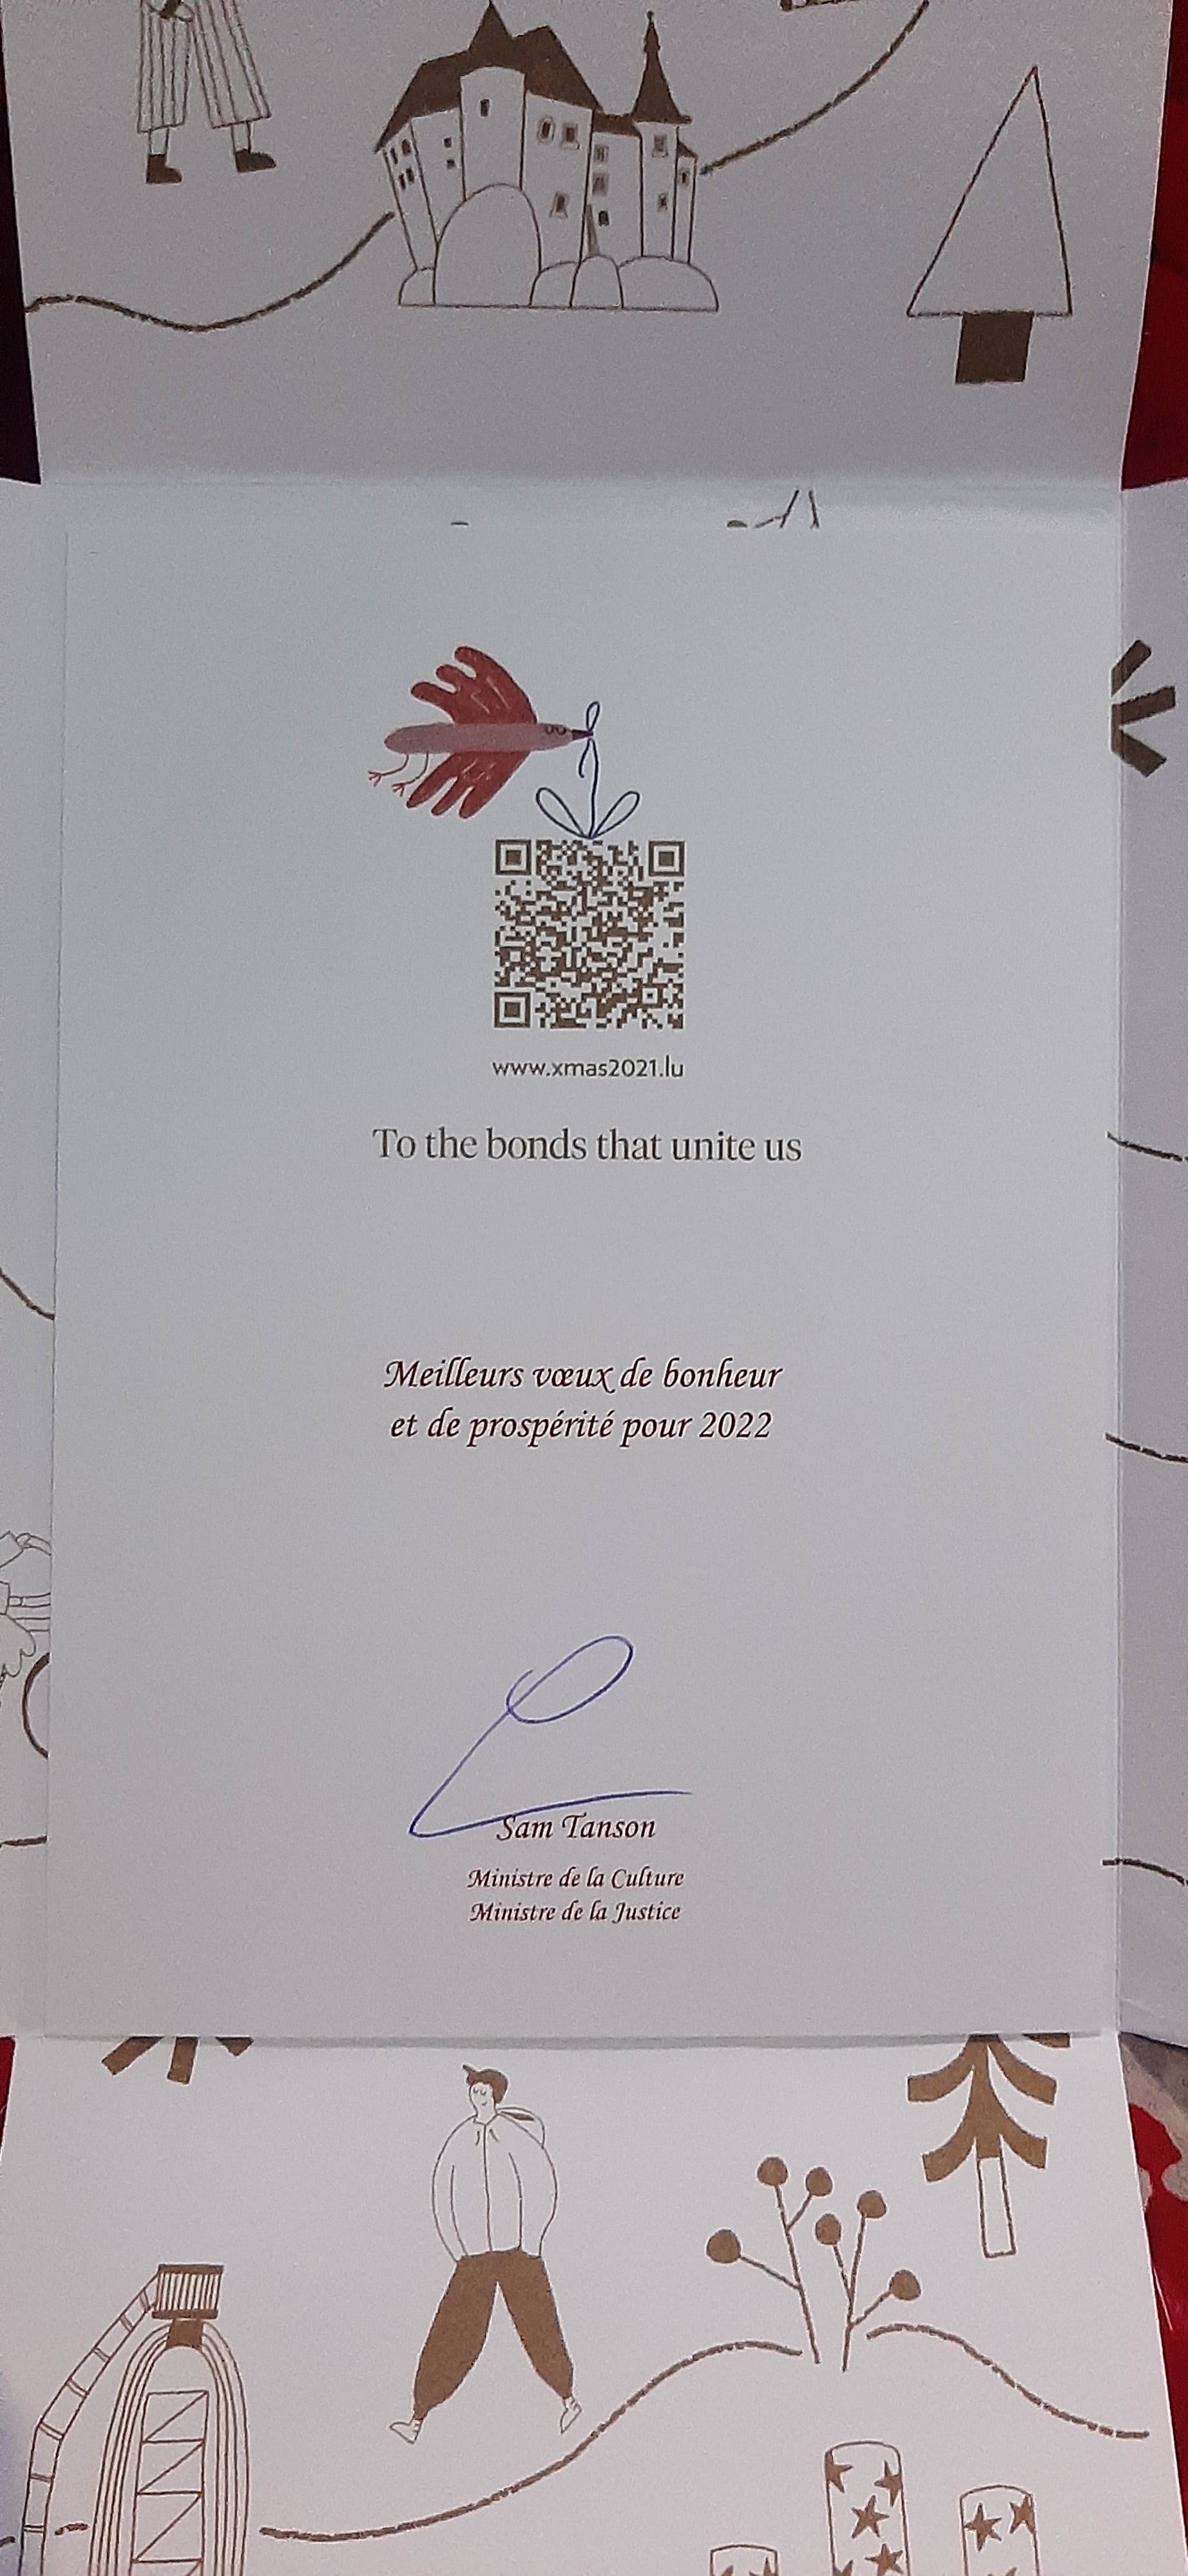 www.xmas2021.lu
To the bonds that unite us
Meilleurs vœux de bonheur
et de prospérité pour 2022
Sam Tanson
Ministre de la Culture
Ministre de la Justice